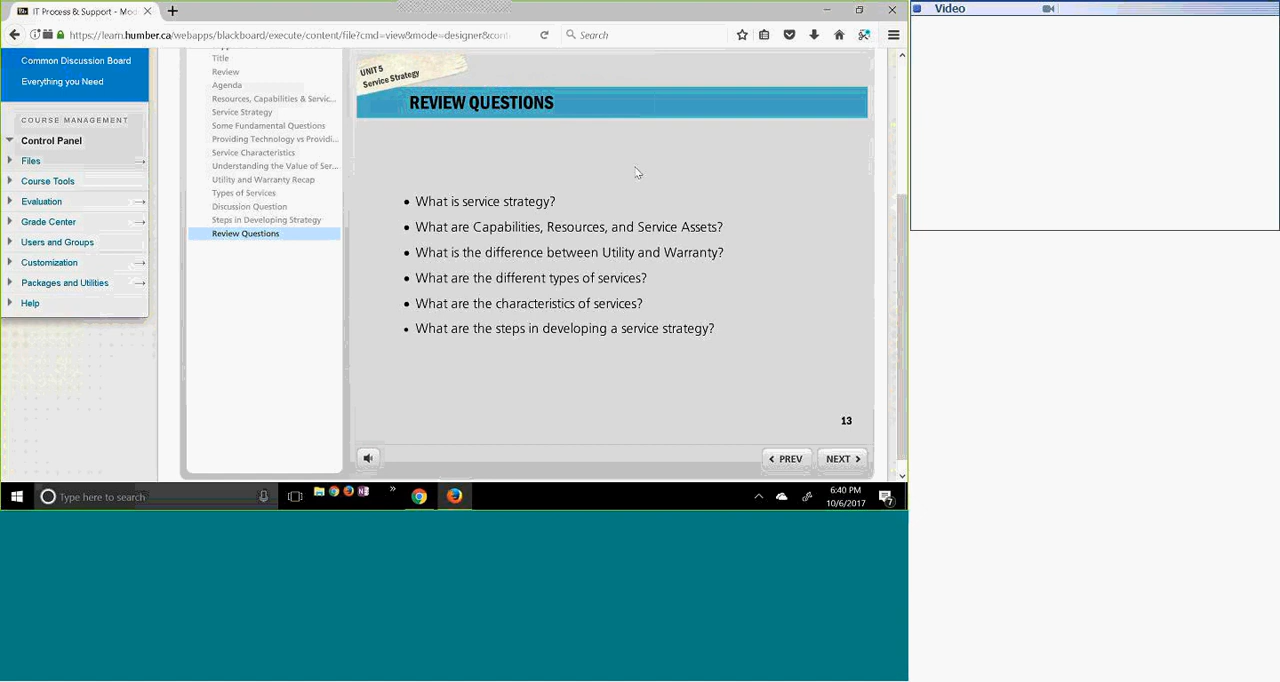 IT Process & Support - Mod
https://learn.humber.ca/webapps/blackboard/execute/content/file?cmd=view&mode=designer&cont
Search
Video
Common Discussion Board
Everything you Need
COURSE MANAGEMENT
Control Panel
Files
Course Tools
Evaluation
Grade Center
Users and Groups
Customization
Packages and Utilities
Help
Title
Review
Agenda
Resources, Capabilities & Servic...
Service Strategy
Some Fundamental Questions
Providing Technology vs Providi...
Service Characteristics
Understanding the Value of Ser...
Utility and Warranty Recap
Types of Services
Discussion Question
Steps in Developing Strategy
Review Questions
UNIT 5
Service Strategy
REVIEW QUESTIONS
• What is service strategy?
• What are Capabilities, Resources, and Service Assets?
• What is the difference between Utility and Warranty?
• What are the different types of services?
• What are the characteristics of services?
• What are the steps in developing a service strategy?
13
PREV
NEXT
Type here to search
6:40 PM
10/6/2017
7